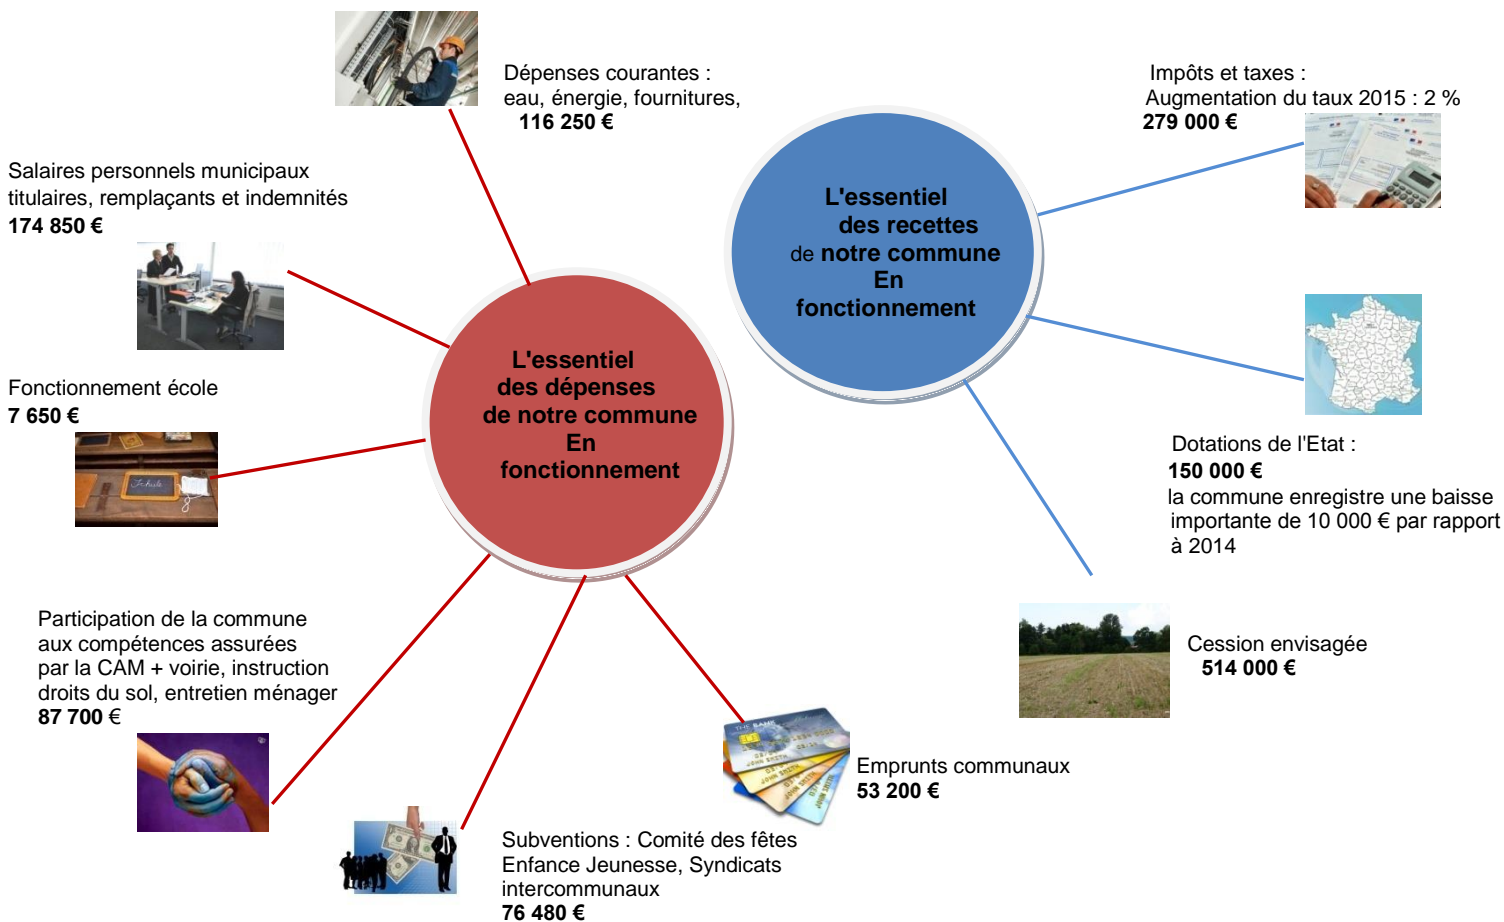 Dépenses courantes :
eau, énergie, fournitures,
116 250 €
Salaires personnels municipaux
titulaires, remplaçants et indemnités
174 850 €
Fonctionnement école
7 650 €
Schule
L'essentiel
des dépenses
de notre commune
En
fonctionnement
Participation de la commune
aux compétences assurées
par la CAM + voirie, instruction
droits du sol, entretien ménager
87 700 €
Subventions : Comité des fêtes
Enfance Jeunesse, Syndicats
intercommunaux
76 480 €
Emprunts communaux
53 200 €
L'essentiel
des recettes
de notre commune
En
fonctionnement
Impôts et taxes :
Augmentation du taux 2015 : 2 %
279 000 €
Dotations de l'Etat :
150 000 €
la commune enregistre une baisse
importante de 10 000 € par rapport
à 2014
Cession envisagée
514 000 €